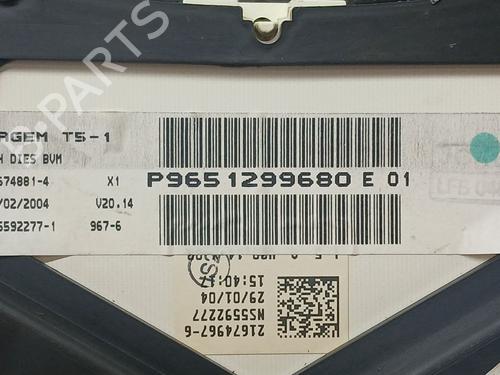 T5-1
DIES BVM
674881-4 X1
/02/2004 V20.14
5592277-1 967-6
P9651299680 E 01
LFB
21674967-6
NS5592277
29/01/04
15:40:17
B-PARTS